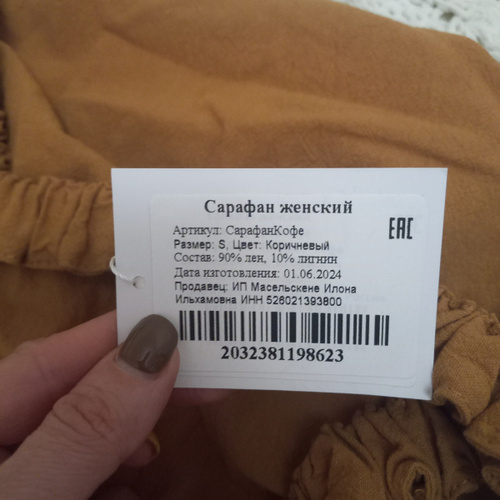 Сарафан женский
Артикул: СарафанКофе
Размер: S, Цвет: Коричневый
Состав: 90% лен, 10% лигнин
Дата изготовления: 01.06.2024
Продавец: ИП Масельскене Илона
Ильхамовна ИНН 526021393800
EAC
2032381198623